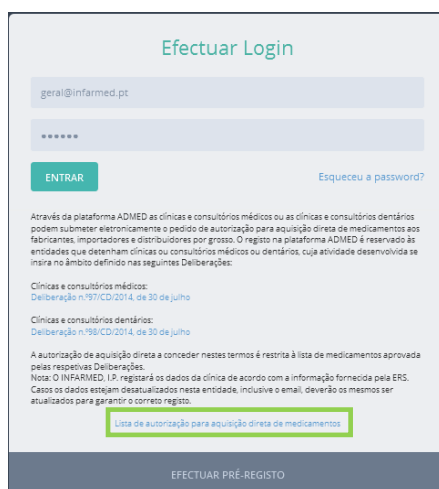 Efectuar Login
geral@infarmed.pt
••••••
ENTRAR
Esqueceu a password?
Através da plataforma ADMED as clínicas e consultórios médicos ou as clínicas e consultórios dentários
podem submeter eletronicamente o pedido de autorização para aquisição direta de medicamentos aos
fabricantes, importadores e distribuidores por grosso. O registo na plataforma ADMED é reservado às
entidades que detenham clínicas ou consultórios médicos ou dentários, cuja atividade desenvolvida se
insira no âmbito definido nas seguintes Deliberações:
Clínicas e consultórios médicos:
Deliberação n.º97/CD/2014, de 30 de julho
Clínicas e consultórios dentários:
Deliberação n.º98/CD/2014, de 30 de julho
A autorização de aquisição direta a conceder nestes termos é restrita à lista de medicamentos aprovada
pelas respetivas Deliberações.
Nota: O INFARMED, I.P. registará os dados da clínica de acordo com a informação fornecida pela ERS.
Casos os dados estejam desatualizados nesta entidade, inclusive o email, deverão os mesmos ser
atualizados para garantir o correto registo.
Lista de autorização para aquisição direta de medicamentos
EFECTUAR PRÉ-REGISTO